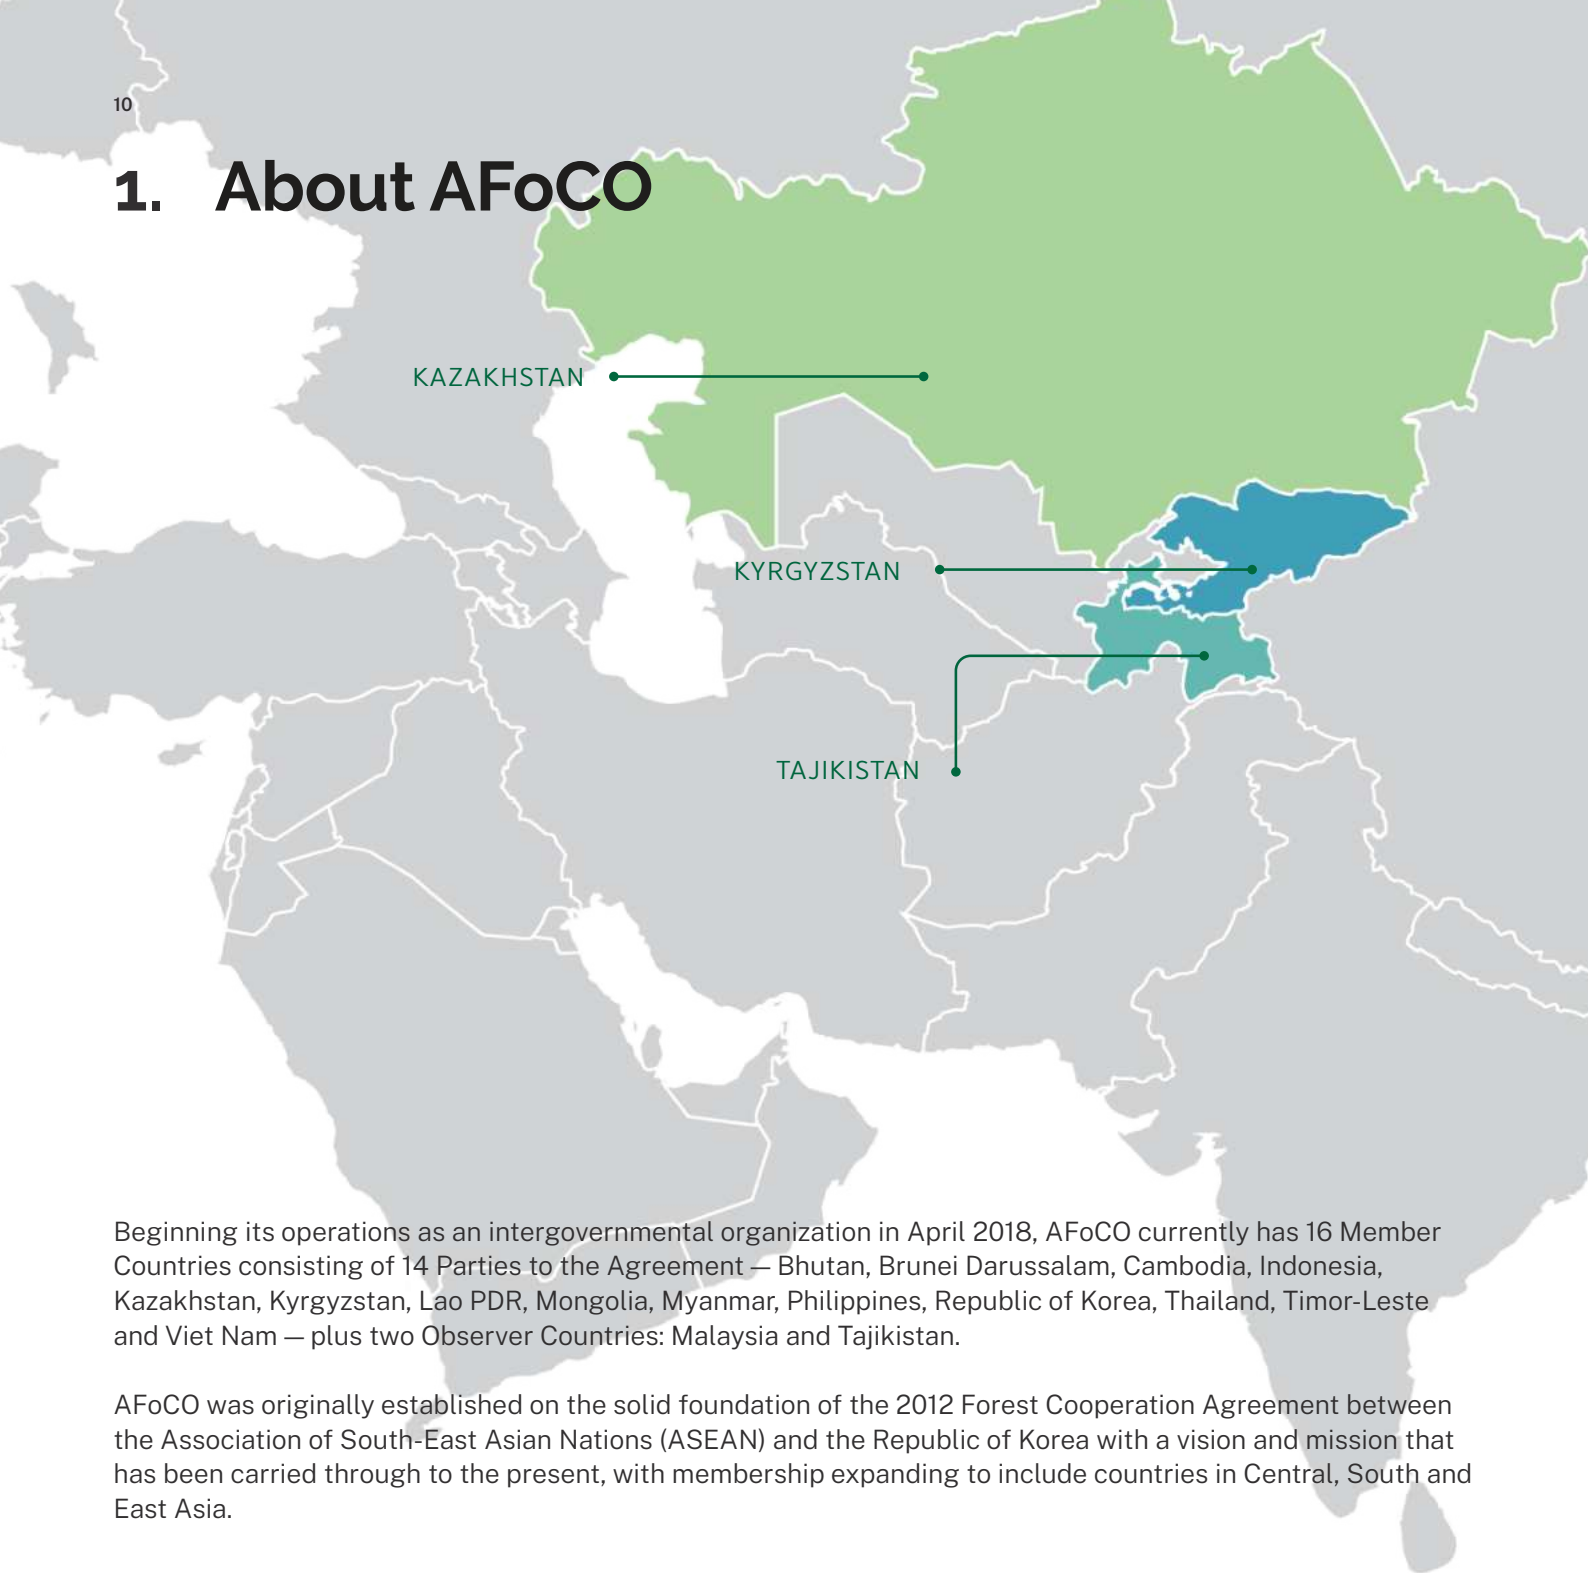 10
1. About AFoCO
KAZAKHSTAN
KYRGYZSTAN
TAJIKISTAN
Beginning its operations as an intergovernmental organization in April 2018, AFoCO currently has 16 Member
Countries consisting of 14 Parties to the Agreement — Bhutan, Brunei Darussalam, Cambodia, Indonesia,
Kazakhstan, Kyrgyzstan, Lao PDR, Mongolia, Myanmar, Philippines, Republic of Korea, Thailand, Timor-Leste
and Viet Nam — plus two Observer Countries: Malaysia and Tajikistan.
AFoCO was originally established on the solid foundation of the 2012 Forest Cooperation Agreement between
the Association of South-East Asian Nations (ASEAN) and the Republic of Korea with a vision and mission that
has been carried through to the present, with membership expanding to include countries in Central, South and
East Asia.